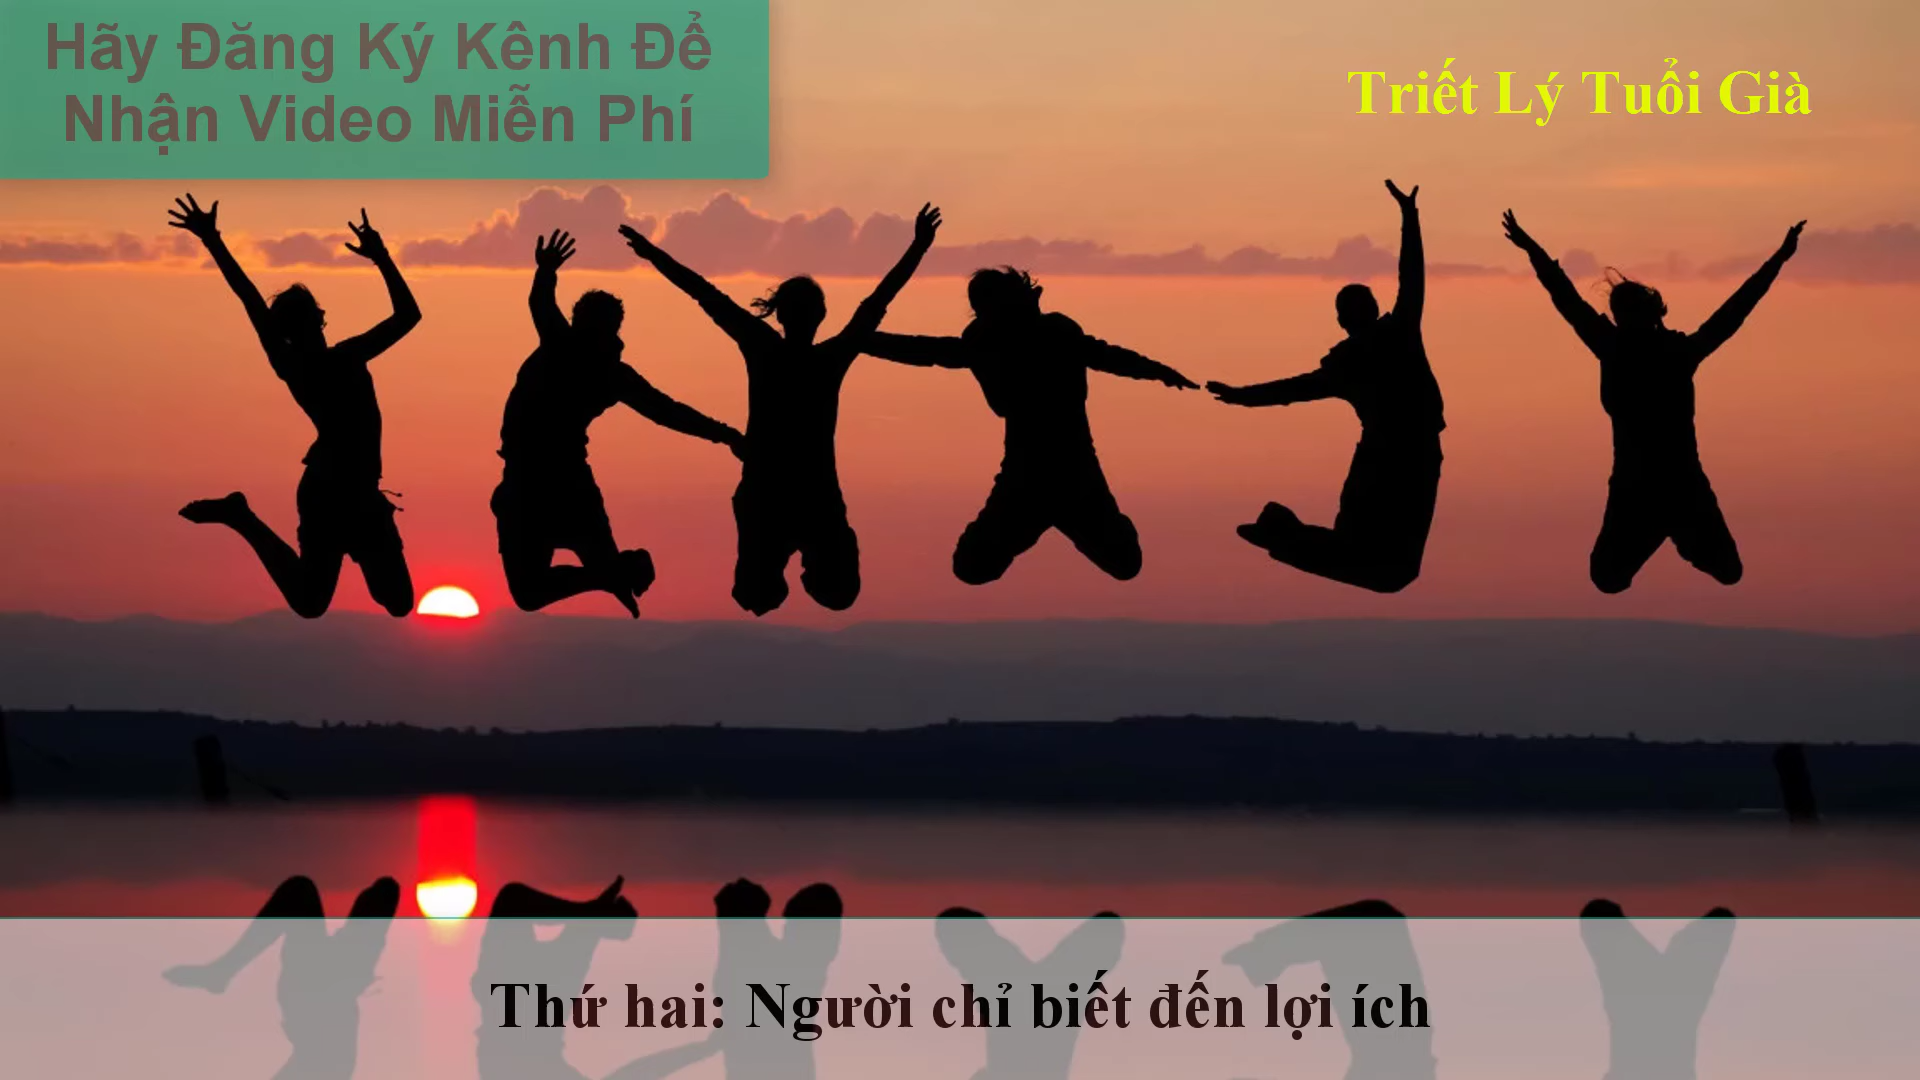 Hãy Đăng Ký Kênh Để
Nhận Video Miễn Phí
Triết Lý Tuổi Già
Thứ hai: Người chỉ biết đến lợi ích